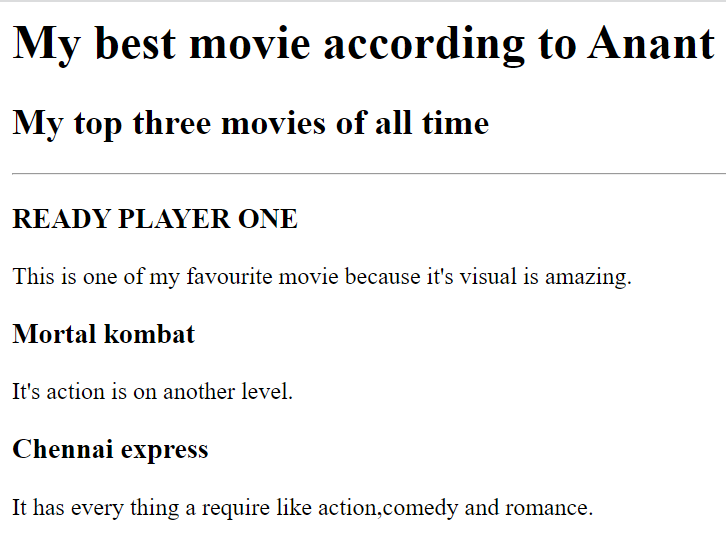 My best movie according to Anant
My top three movies of all time
READY PLAYER ONE
This is one of my favourite movie because it's visual is amazing.
Mortal kombat
It's action is on another level.
Chennai express
It has every thing a require like action,comedy and romance.